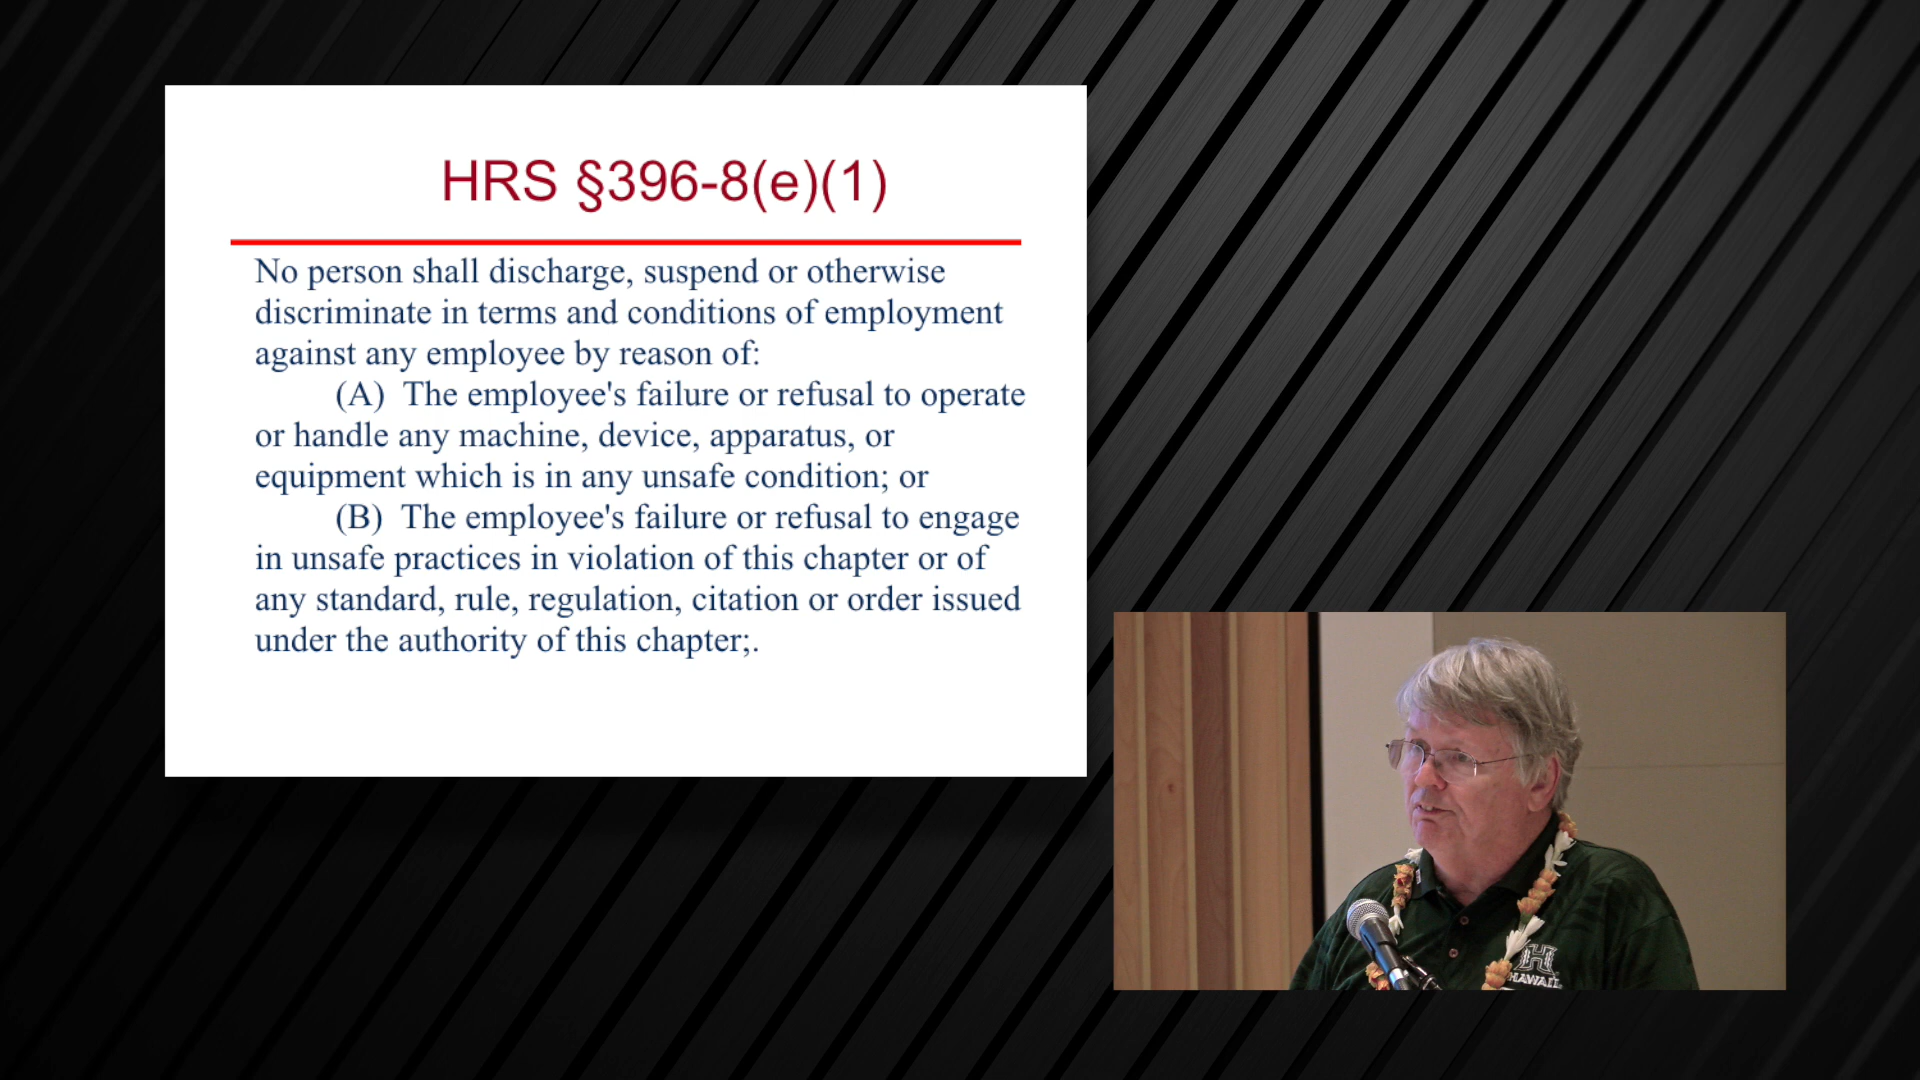 HRS §396-8(e)(1)
No person shall discharge, suspend or otherwise
discriminate in terms and conditions of employment
against any employee by reason of:
(A) The employee's failure or refusal to operate
or handle any machine, device, apparatus, or
equipment which is in any unsafe condition; or
(B) The employee's failure or refusal to engage
in unsafe practices in violation of this chapter or of
any standard, rule, regulation, citation or order issued
under the authority of this chapter;.
H
HAWAI'I